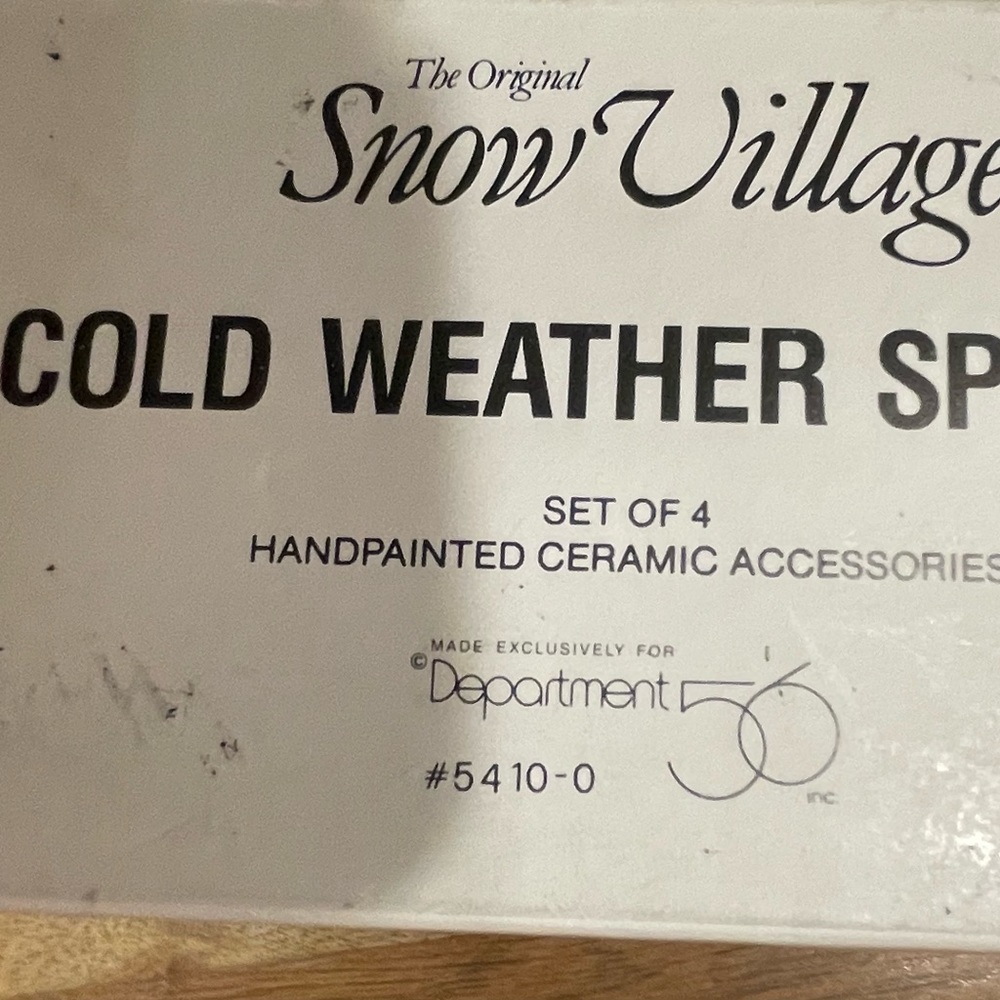 The Original
Snow Village
COLD WEATHER SP
SET OF 4
HANDPAINTED CERAMIC ACCESSORIES
MADE EXCLUSIVELY FOR
© Department 56
inc.
#5410-0